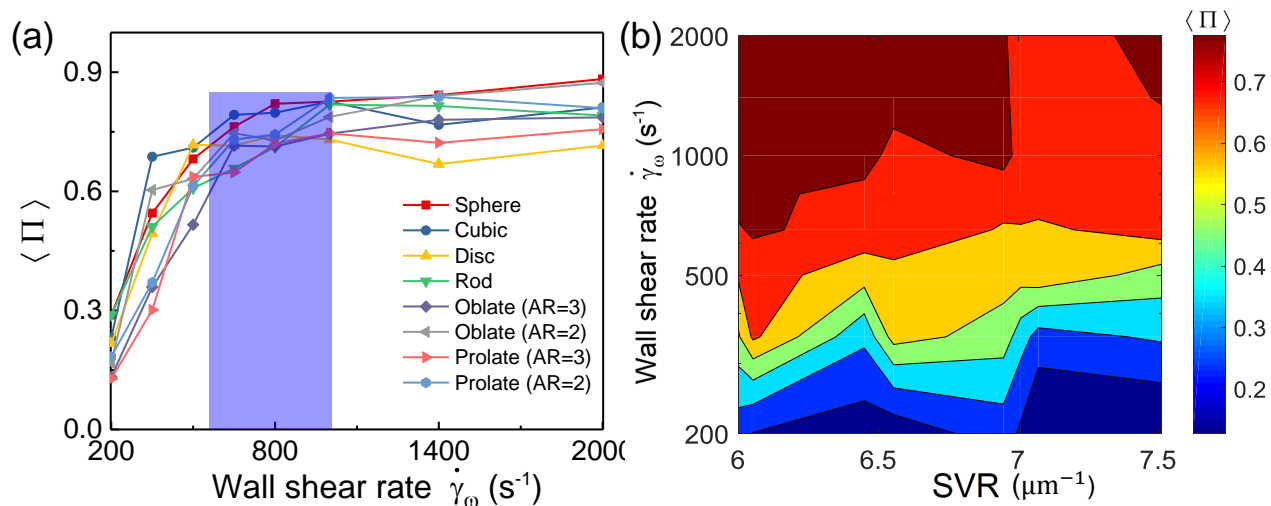 (a)
⟨ Π ⟩
0.9
0.6
0.3
0.0
200
800
1400
2000
Wall shear rate γ̇ω (s⁻¹)
Sphere
Cubic
Disc
Rod
Oblate (AR=3)
Oblate (AR=2)
Prolate (AR=3)
Prolate (AR=2)
(b)
Wall shear rate γ̇ω (s⁻¹)
2000
1000
500
200
6
6.5
7
7.5
SVR (μm⁻¹)
⟨ Π ⟩
0.7
0.6
0.5
0.4
0.3
0.2